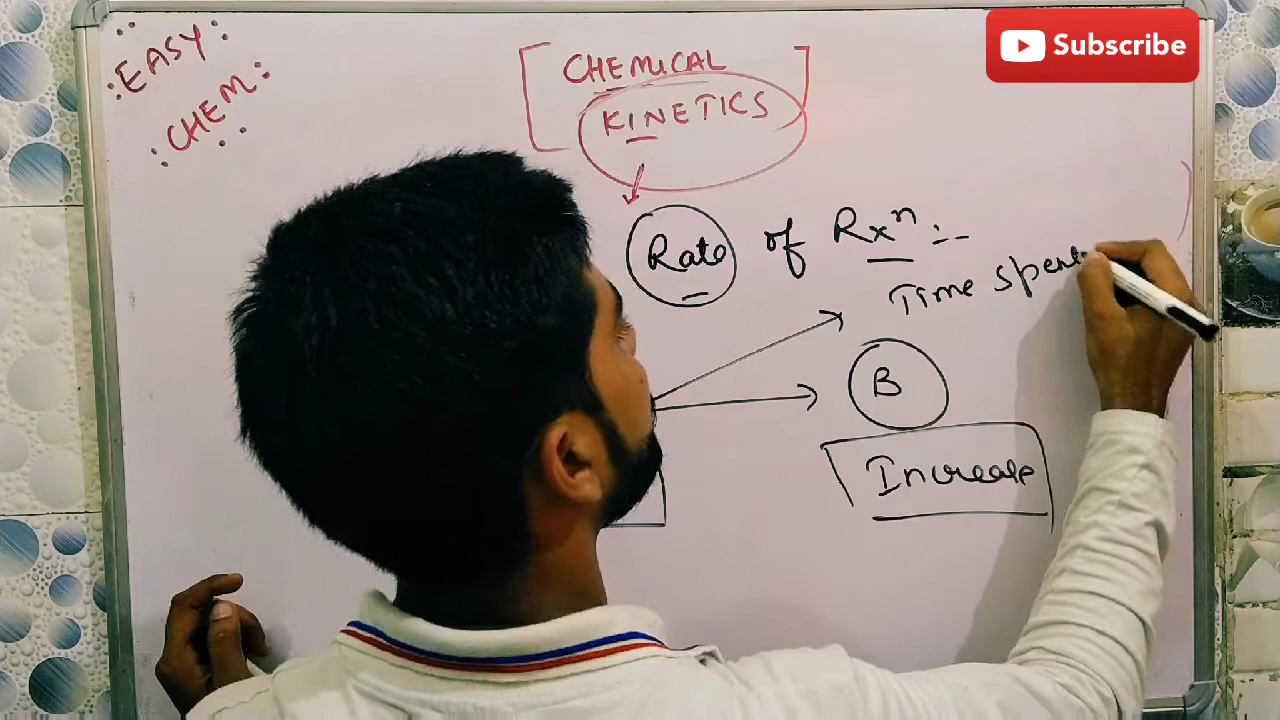 EASY
CHEM
CHEMICAL
KINETICS
Subscribe
Rate of Rxⁿ :-
Time spent
B
Increase